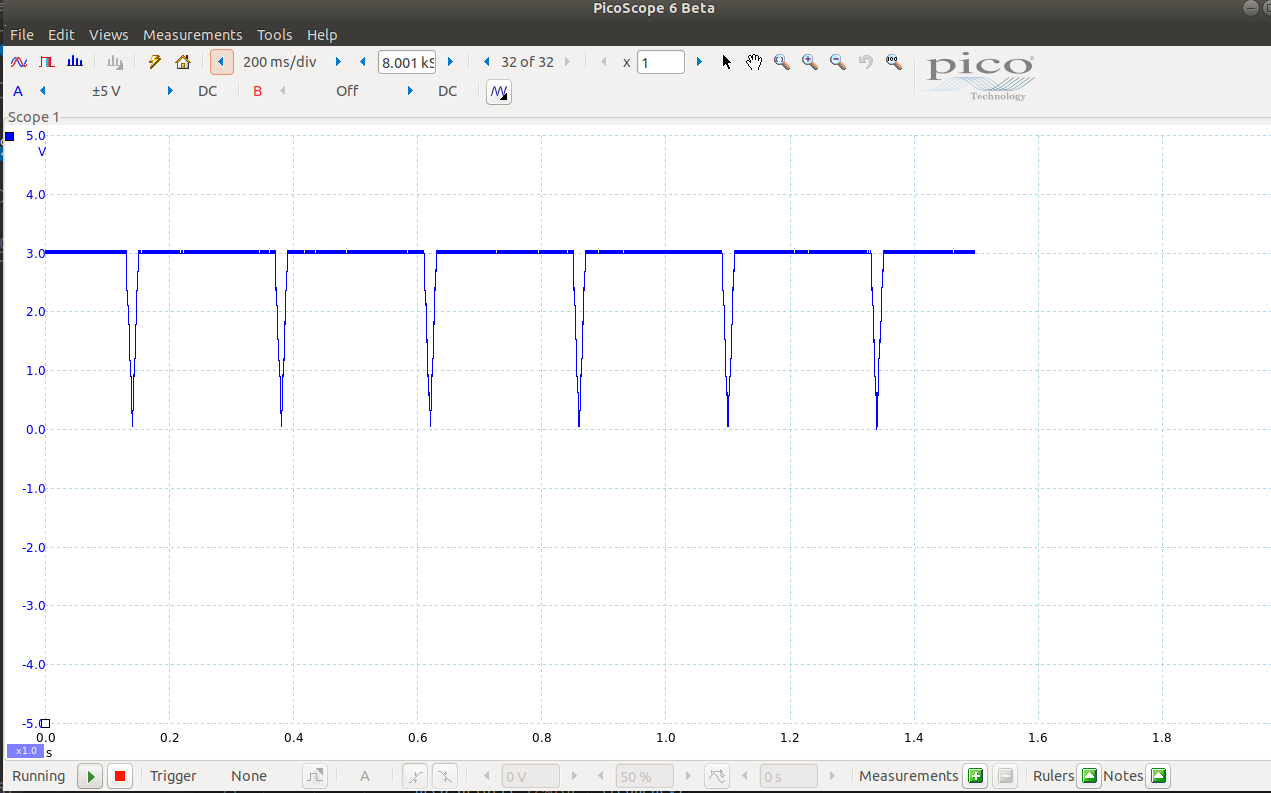 PicoScope 6 Beta
File Edit Views Measurements Tools Help
200 ms/div 8.001 kS 32 of 32 x 1 100
A ±5 V DC B Off DC
pico
Technology
Scope 1
5.0
V
4.0
3.0
2.0
1.0
0.0
-1.0
-2.0
-3.0
-4.0
-5.0
0.0 0.2 0.4 0.6 0.8 1.0 1.2 1.4 1.6 1.8
x1.0 s
Running Trigger None A 0 V 50 % 0 s Measurements Rulers Notes